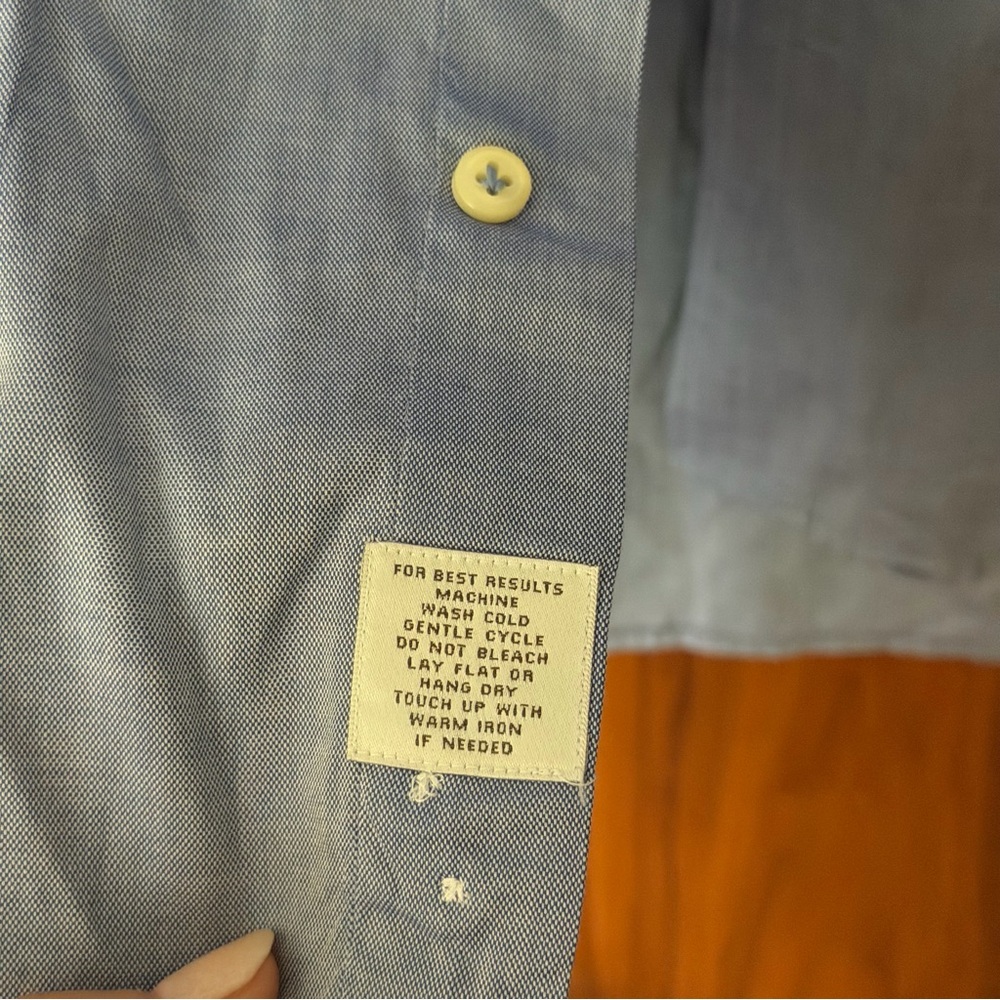 FOR BEST RESULTS
MACHINE
WASH COLD
GENTLE CYCLE
DO NOT BLEACH
LAY FLAT OR
HANG DRY
TOUCH UP WITH
WARM IRON
IF NEEDED